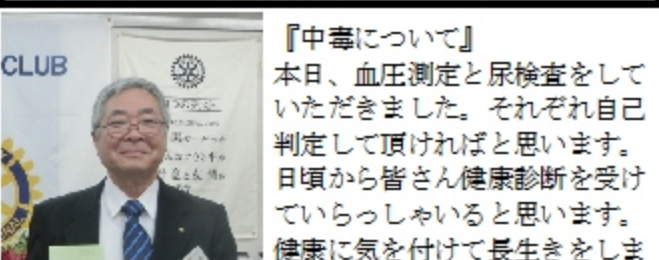 CLUB
『中毒について』
本日、血圧測定と尿検査をして
いただきました。それぞれ自己
判定して頂ければと思います。
日頃から皆さん健康診断を受け
ていらっしゃいると思います。
健康に気を付けて長生きをしま